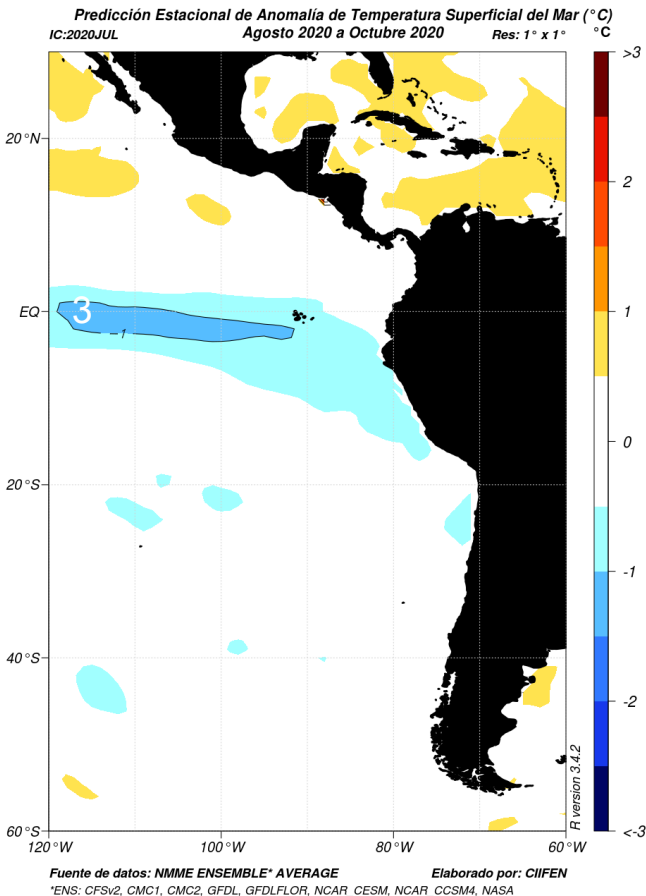 Predicción Estacional de Anomalía de Temperatura Superficial del Mar (°C)
IC:2020JUL
Agosto 2020 a Octubre 2020
Res: 1° x 1°
°C
>3
2
1
0
-1
-2
<-3
20°N
EQ
20°S
40°S
60°S
3
-1
120°W
100°W
80°W
60°W
R version 3.4.2
Fuente de datos: NMME ENSEMBLE* AVERAGE
Elaborado por: CIIFEN
*ENS: CFSv2, CMC1, CMC2, GFDL, GFDLFLOR, NCAR_CESM, NCAR_CCSM4, NASA